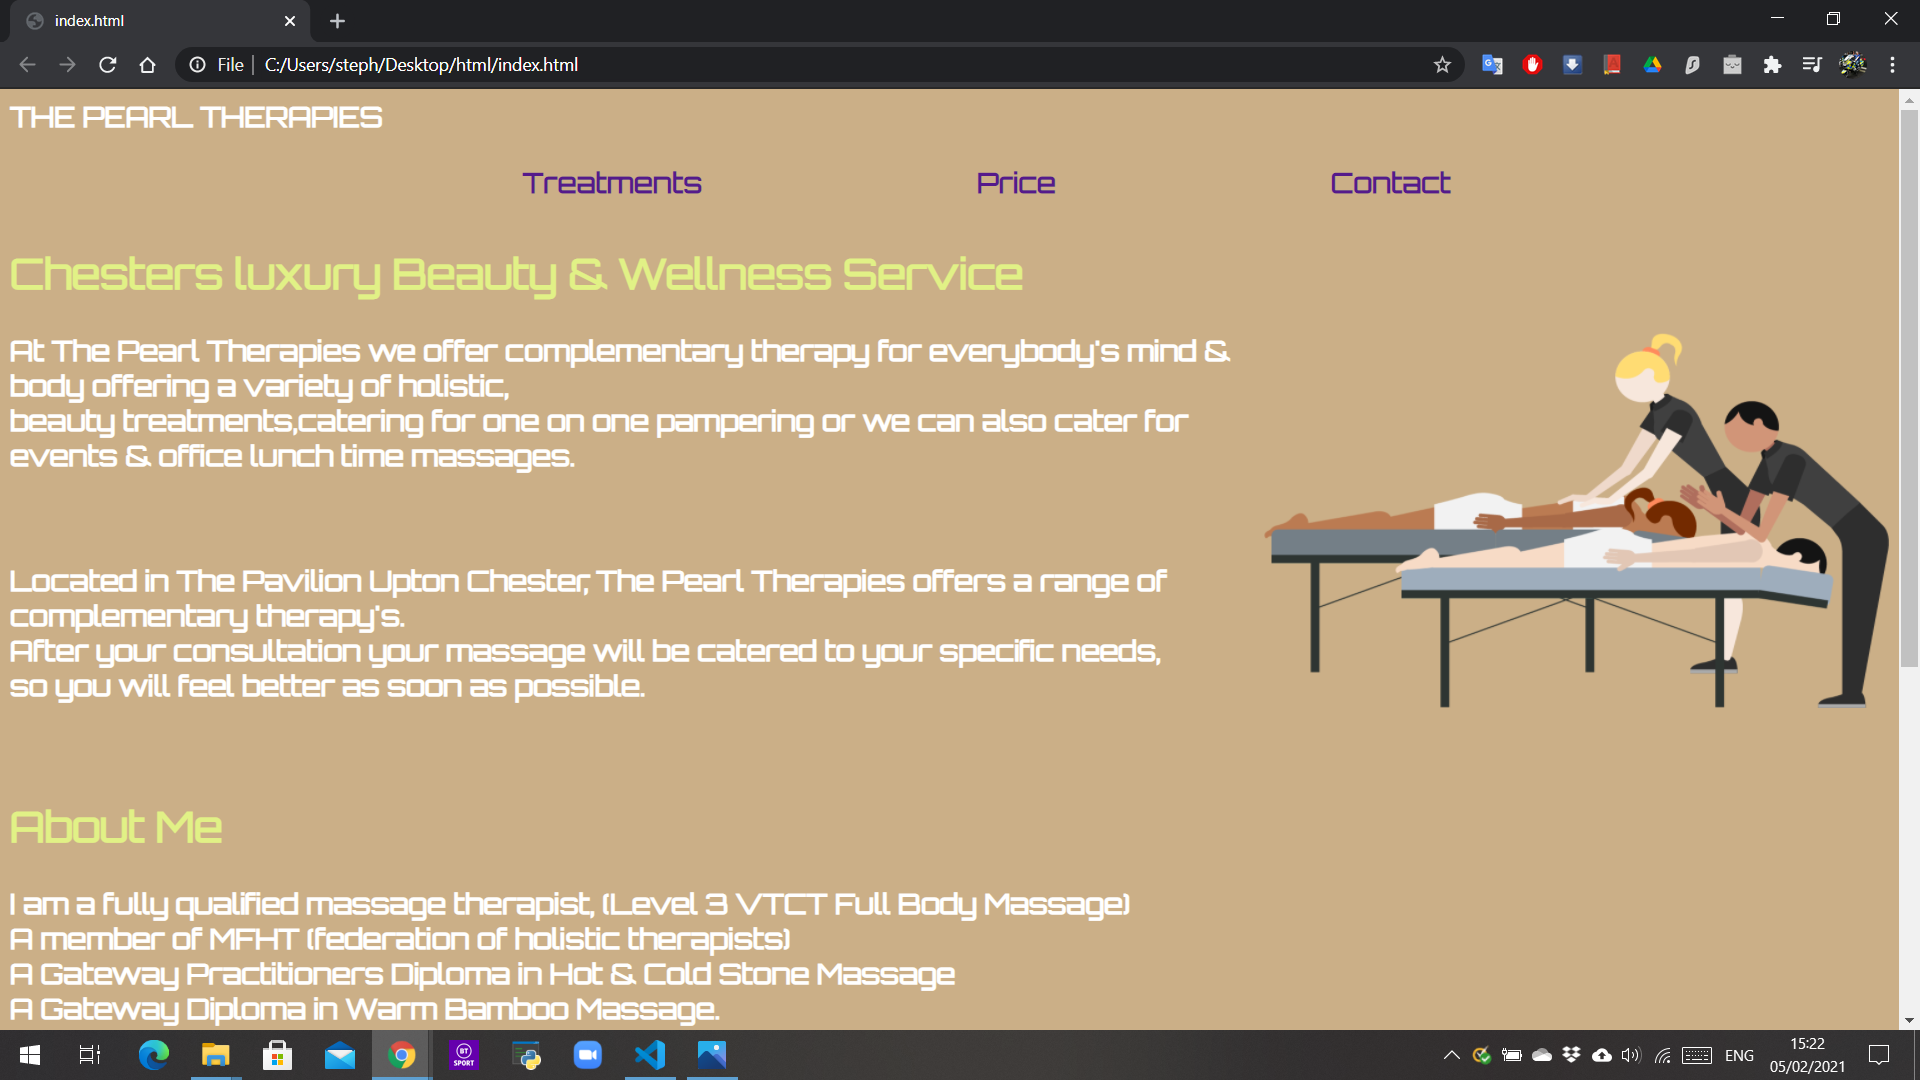 index.html
File
C:/Users/steph/Desktop/html/index.html
THE PEARL THERAPIES
Treatments Price Contact
Chesters luxury Beauty & Wellness Service
At The Pearl Therapies we offer complementary therapy for everybody's mind &
body offering a variety of holistic,
beauty treatments,catering for one on one pampering or we can also cater for
events & office lunch time massages.
Located in The Pavilion Upton Chester, The Pearl Therapies offers a range of
complementary therapy's.
After your consultation your massage will be catered to your specific needs,
so you will feel better as soon as possible.
About Me
I am a fully qualified massage therapist, (Level 3 VTCT Full Body Massage)
A member of MFHT (federation of holistic therapists)
A Gateway Practitioners Diploma in Hot & Cold Stone Massage
A Gateway Diploma in Warm Bamboo Massage.
BT
SPORT
ENG
15:22
05/02/2021